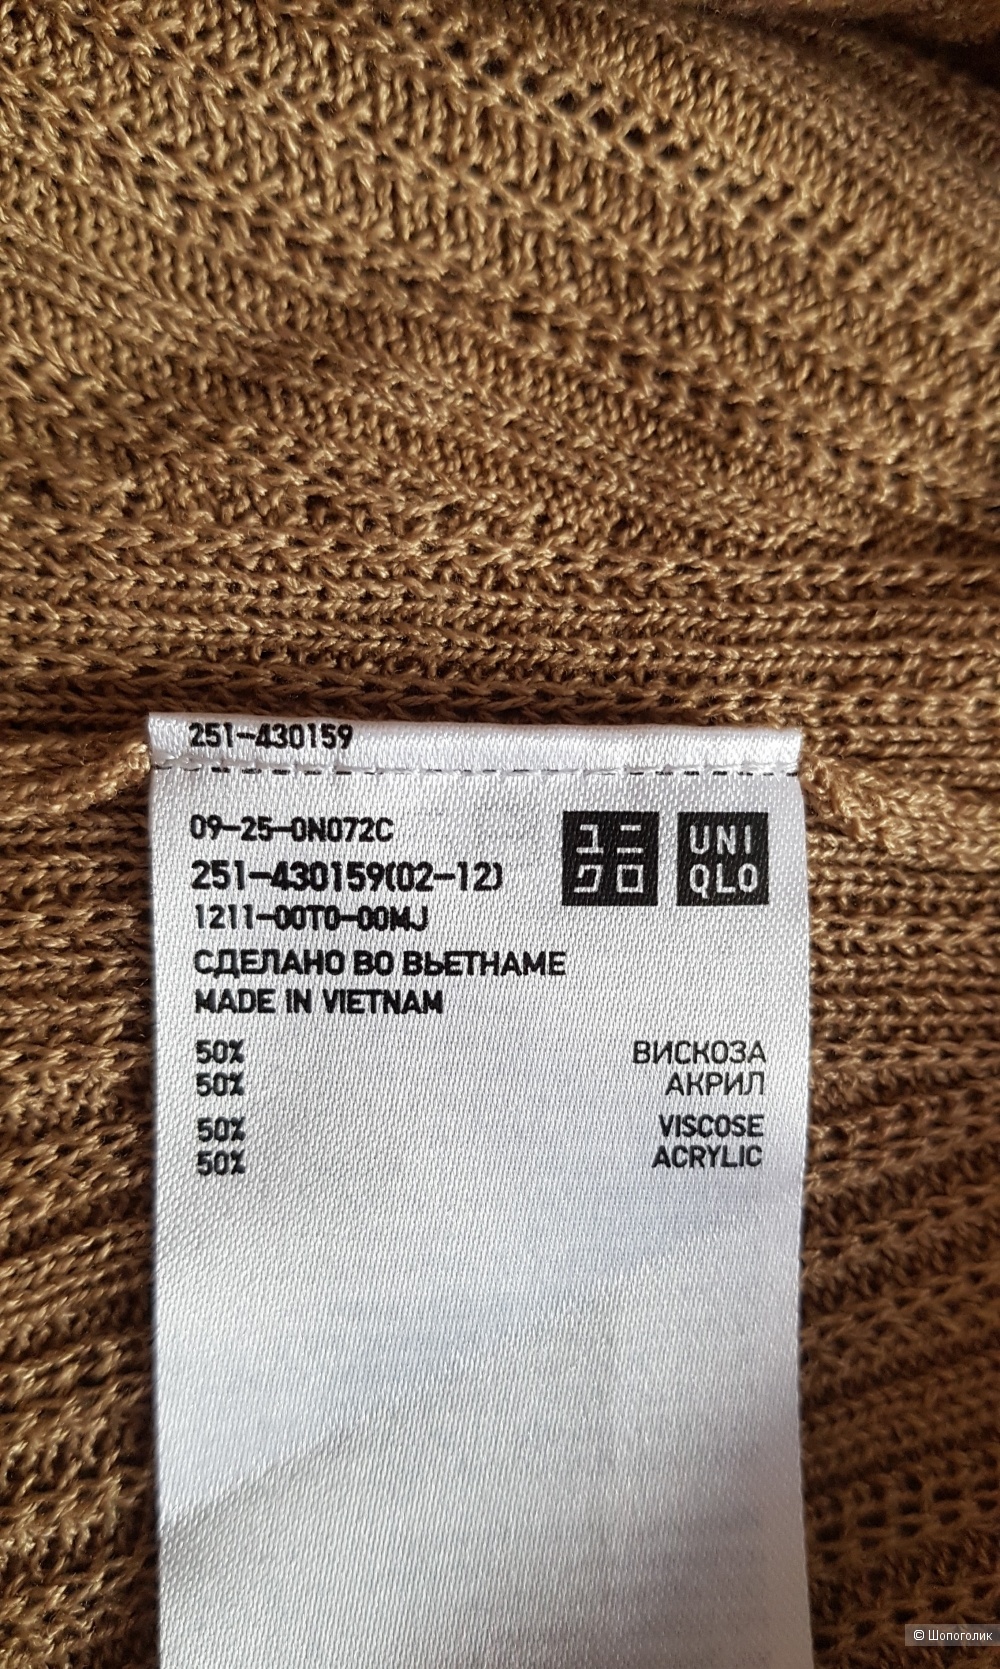 251-430159
09-25-0N072C
251-430159(02-12)
1211-00T0-00MJ
ユニ
クロ
UNI
QLO
СДЕЛАНО ВО ВЬЕТНАМЕ
MADE IN VIETNAM
50% ВИСКОЗА
50% АКРИЛ
50% VISCOSE
50% ACRYLIC
© Шопоголик